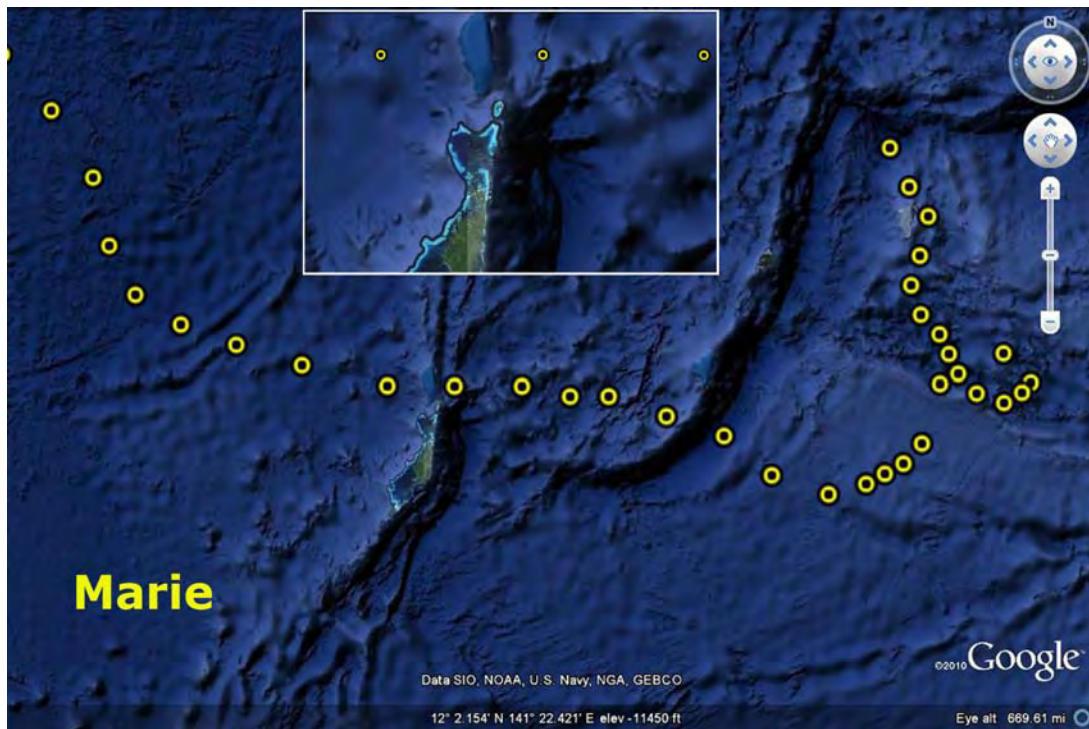 N
Marie
©2010 Google
Data SIO, NOAA, U.S. Navy, NGA, GEBCO
12° 2.154' N 141° 22.421' E elev -11450 ft
Eye alt 669.61 mi